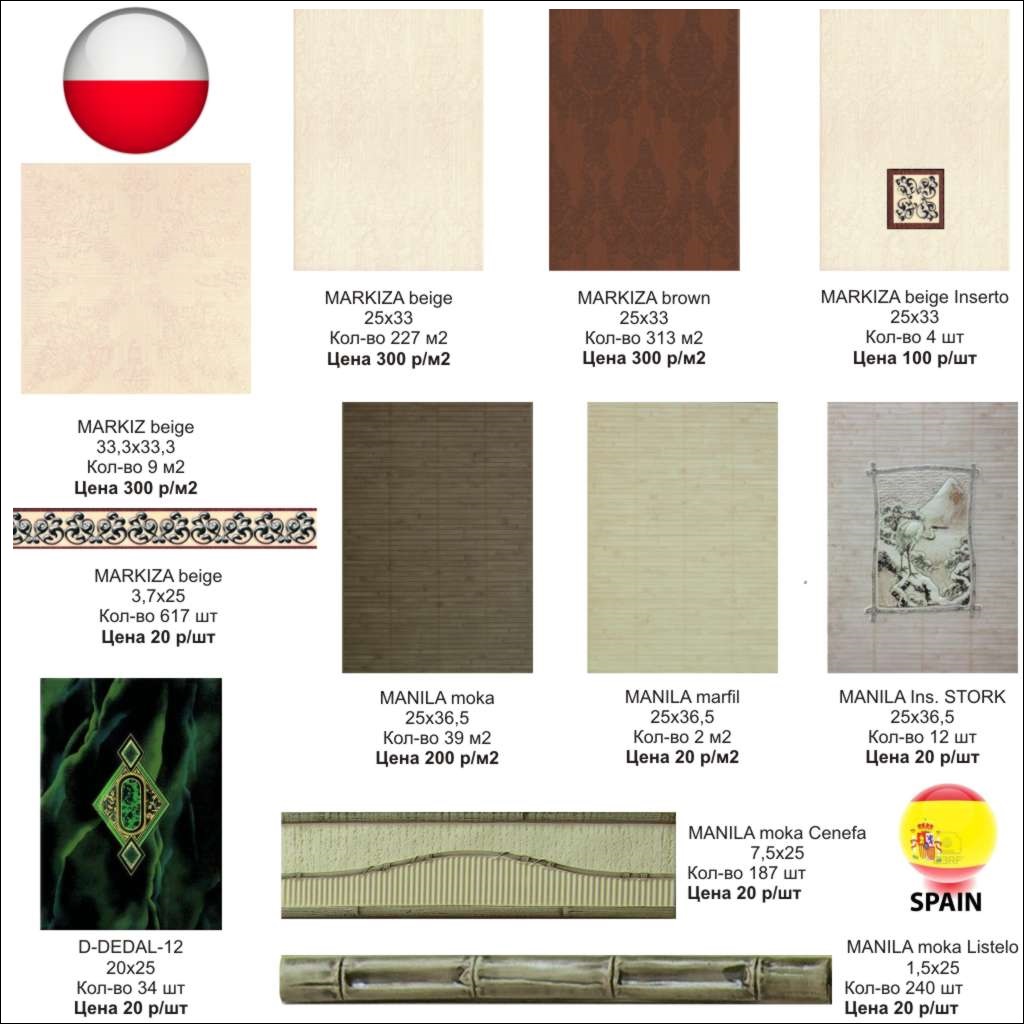 MARKIZA beige
25x33
Кол-во 227 м2
Цена 300 р/м2
MARKIZA brown
25x33
Кол-во 313 м2
Цена 300 р/м2
MARKIZA beige Inserto
25x33
Кол-во 4 шт
Цена 100 р/шт
MARKIZ beige
33,3x33,3
Кол-во 9 м2
Цена 300 р/м2
MARKIZA beige
3,7x25
Кол-во 617 шт
Цена 20 р/шт
MANILA moka
25x36,5
Кол-во 39 м2
Цена 200 р/м2
MANILA marfil
25x36,5
Кол-во 2 м2
Цена 20 р/м2
MANILA Ins. STORK
25x36,5
Кол-во 12 шт
Цена 20 р/шт
D-DEDAL-12
20x25
Кол-во 34 шт
Цена 20 р/шт
MANILA moka Cenefa
7,5x25
Кол-во 187 шт
Цена 20 р/шт
SPAIN
MANILA moka Listelo
1,5x25
Кол-во 240 шт
Цена 20 р/шт